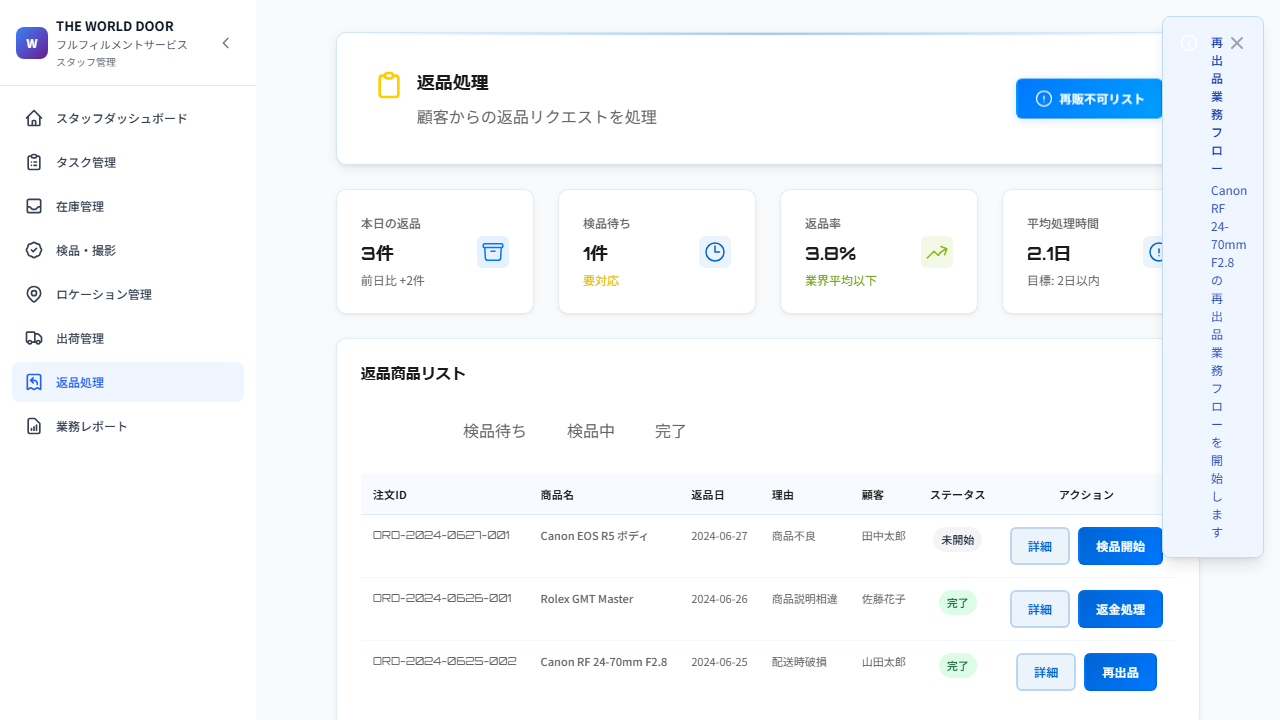 W
THE WORLD DOOR
フルフィルメントサービス
スタッフ管理
スタッフダッシュボード
タスク管理
在庫管理
検品・撮影
ロケーション管理
出荷管理
返品処理
業務レポート
返品処理
顧客からの返品リクエストを処理
再販不可リスト
本日の返品
3件
前日比 +2件
検品待ち
1件
要対応
返品率
3.8%
業界平均以下
平均処理時間
2.1日
目標: 2日以内
返品商品リスト
検品待ち 検品中 完了
注文ID 商品名 返品日 理由 顧客 ステータス アクション
ORD-2024-0627-001 Canon EOS R5 ボディ 2024-06-27 商品不良 田中太郎 未開始 詳細 検品開始
ORD-2024-0626-001 Rolex GMT Master 2024-06-26 商品説明相違 佐藤花子 完了 詳細 返金処理
ORD-2024-0625-002 Canon RF 24-70mm F2.8 2024-06-25 配送時破損 山田太郎 完了 詳細 再出品
再
出
品
業
務
フ
ロ
ー
Canon
RF
24-
70mm
F2.8
の
再
出
品
業
務
フ
ロ
ー
を
開
始
し
ま
す